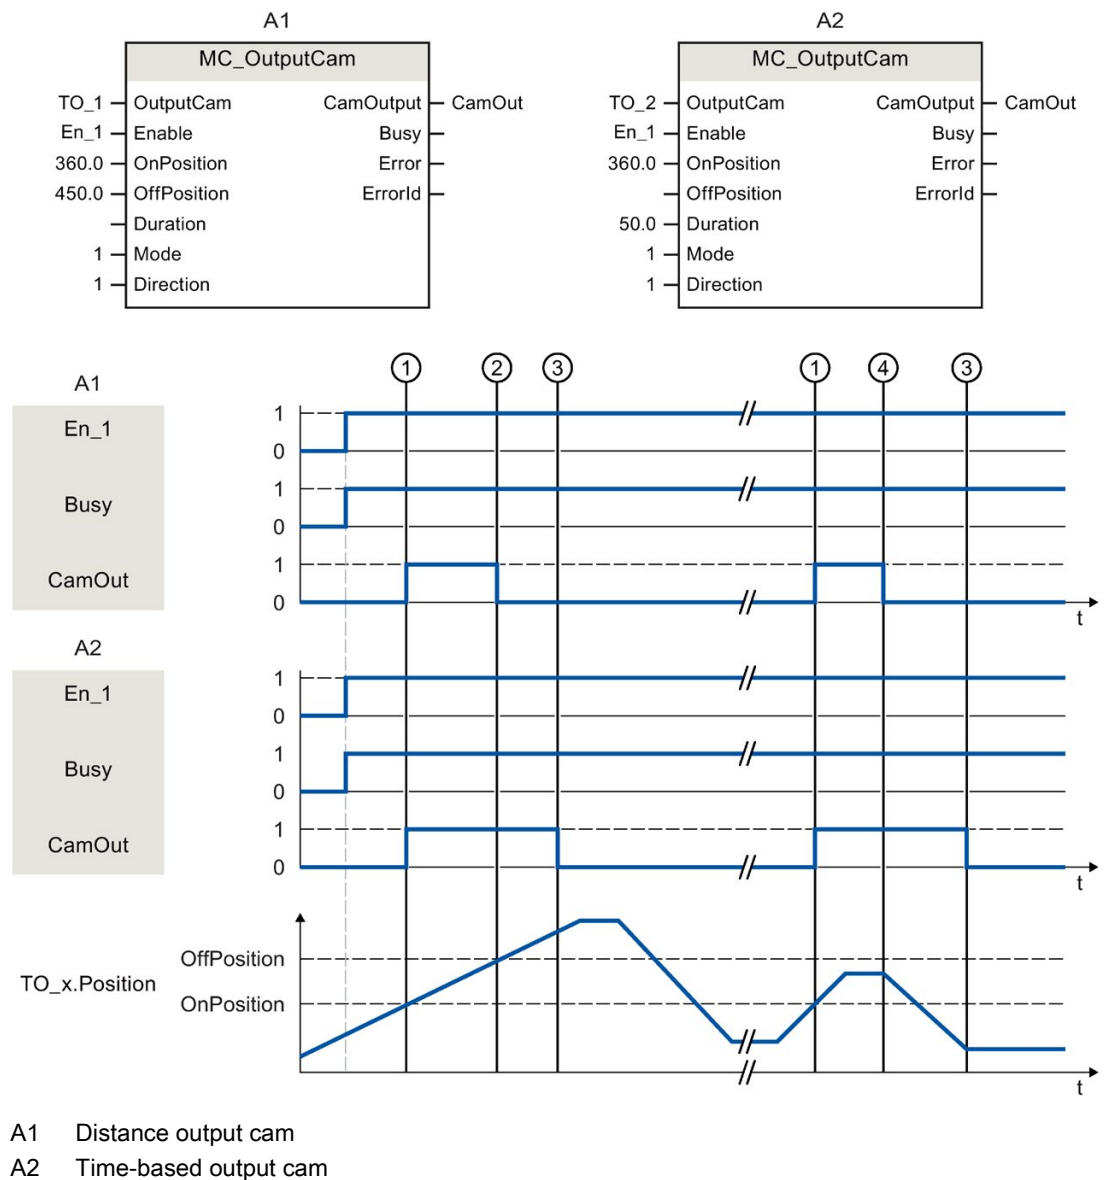 A1 A2
MC_OutputCam MC_OutputCam
TO_1 OutputCam CamOutput CamOut TO_2 OutputCam CamOutput CamOut
En_1 Enable Busy En_1 Enable Busy
360.0 OnPosition Error 360.0 OnPosition Error
450.0 OffPosition ErrorId OffPosition ErrorId
Duration 50.0 Duration
1 Mode 1 Mode
1 Direction 1 Direction
1 2 3 1 4 3
A1
1
En_1
0
1
Busy
0
1
CamOut
0
t
A2
1
En_1
0
1
Busy
0
1
CamOut
0
t
OffPosition
TO_x.Position
OnPosition
t
A1 Distance output cam
A2 Time-based output cam